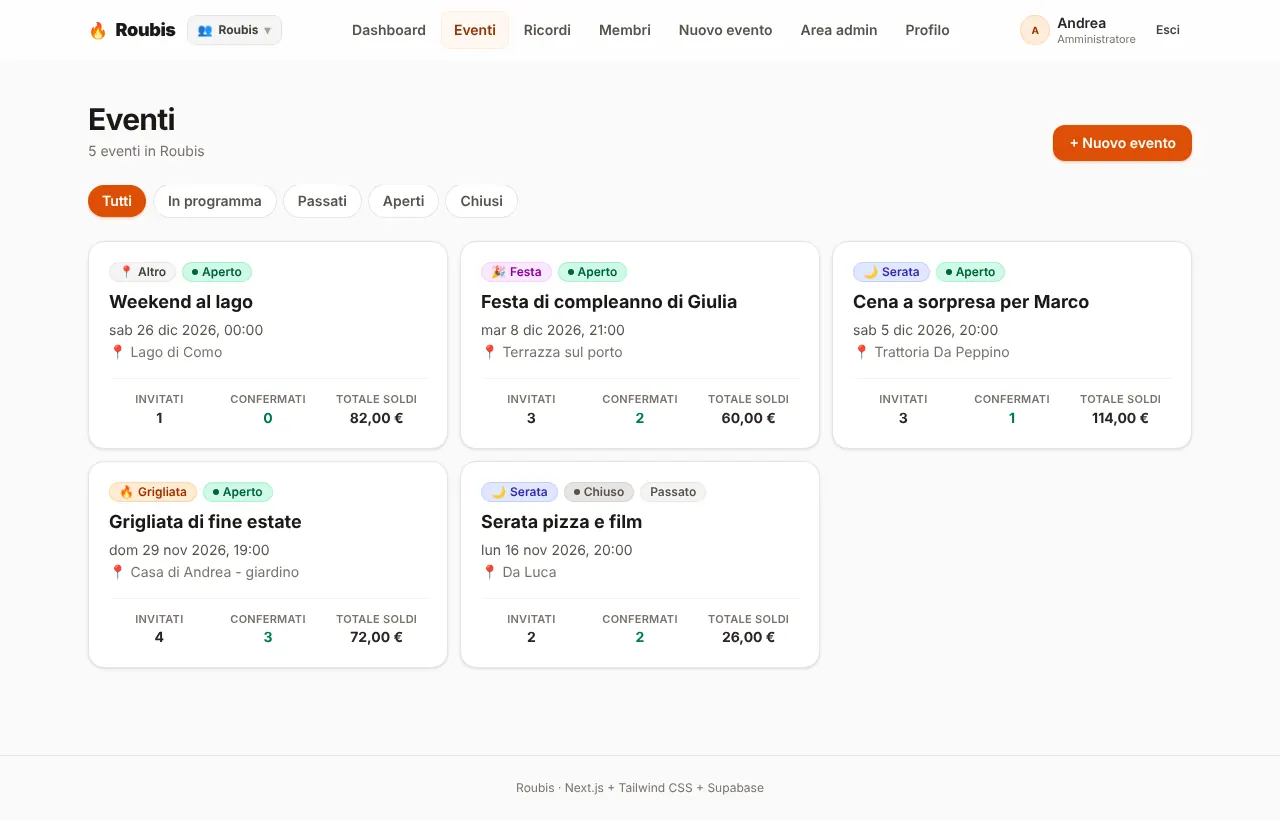 🔥 Roubis 👥 Roubis ▾ Dashboard Eventi Ricordi Membri Nuovo evento Area admin Profilo A Andrea Esci
Amministratore
Eventi
5 eventi in Roubis
+ Nuovo evento
Tutti In programma Passati Aperti Chiusi
📍 Altro ● Aperto
Weekend al lago
sab 26 dic 2026, 00:00
📍 Lago di Como
INVITATI CONFERMATI TOTALE SOLDI
1 0 82,00 €
🎉 Festa ● Aperto
Festa di compleanno di Giulia
mar 8 dic 2026, 21:00
📍 Terrazza sul porto
INVITATI CONFERMATI TOTALE SOLDI
3 2 60,00 €
🌙 Serata ● Aperto
Cena a sorpresa per Marco
sab 5 dic 2026, 20:00
📍 Trattoria Da Peppino
INVITATI CONFERMATI TOTALE SOLDI
3 1 114,00 €
🔥 Grigliata ● Aperto
Grigliata di fine estate
dom 29 nov 2026, 19:00
📍 Casa di Andrea - giardino
INVITATI CONFERMATI TOTALE SOLDI
4 3 72,00 €
🌙 Serata ● Chiuso Passato
Serata pizza e film
lun 16 nov 2026, 20:00
📍 Da Luca
INVITATI CONFERMATI TOTALE SOLDI
2 2 26,00 €
Roubis · Next.js + Tailwind CSS + Supabase